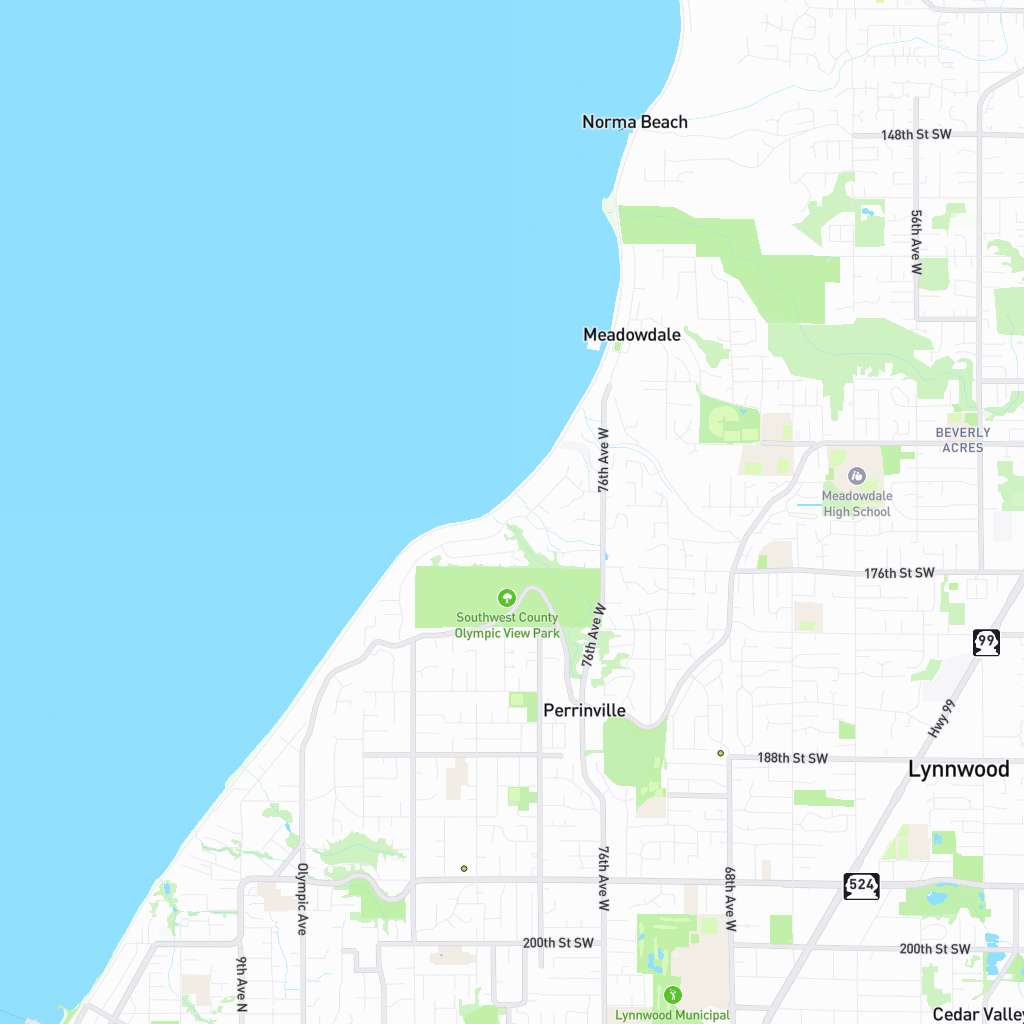 Norma Beach
148th St SW
56th Ave W
Meadowdale
BEVERLY
ACRES
76th Ave W
Meadowdale
High School
176th St SW
Southwest County
Olympic View Park
76th Ave W
99
Hwy 99
Perrinville
188th St SW
Lynnwood
Olympic Ave
76th Ave W
68th Ave W
524
200th St SW
200th St SW
9th Ave N
Lynnwood Municipal
Cedar Valley